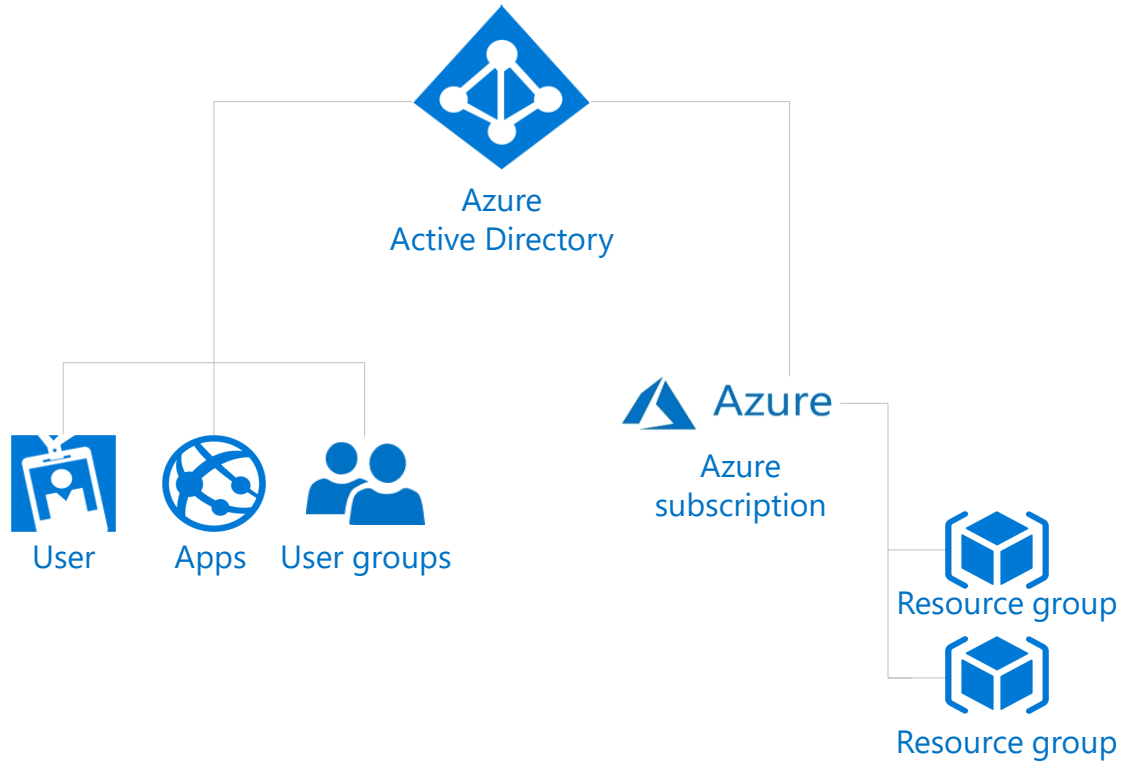 Azure
Active Directory
Azure
Azure
subscription
User
Apps
User groups
Resource group
Resource group